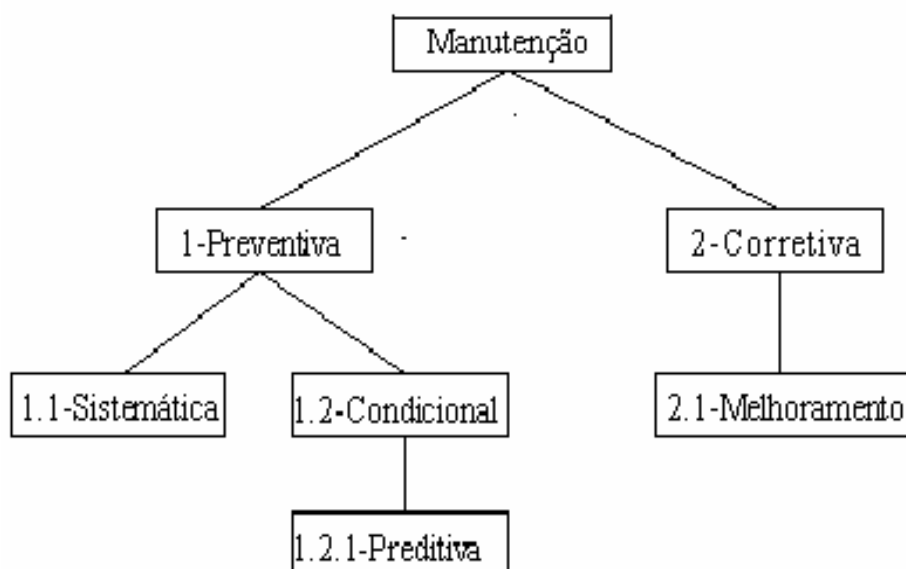 Manutenção
1-Preventiva
2-Corretiva
1.1-Sistemática
1.2-Condicional
2.1-Melhoramento
1.2.1-Preditiva